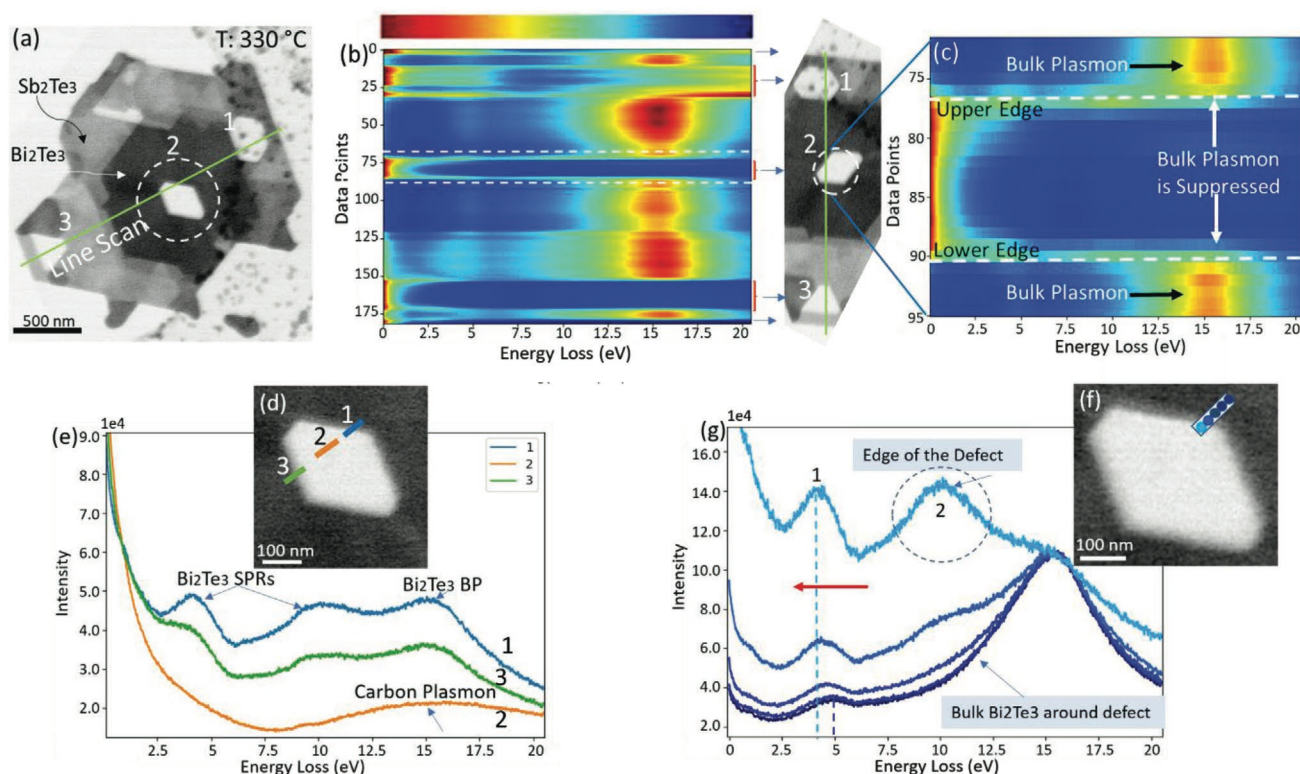 (a)
T: 330 °C
Sb2Te3
Bi2Te3
1
2
3
Line Scan
500 nm
(b)
0
25
50
75
100
125
150
175
Data Points
0 2.5 5.0 7.5 10 12.5 15.0 17.5 20.0
Energy Loss (eV)
1
2
3
(c)
Bulk Plasmon
Upper Edge
Bulk Plasmon
is Suppressed
Lower Edge
Bulk Plasmon
75
80
85
90
95
Data Points
0 2.5 5 7.5 10 12.5 15 17.5 20.0
Energy Loss (eV)
(d)
1
2
3
100 nm
(e)
1e4
9.0
8.0
7.0
6.0
5.0
4.0
3.0
2.0
Intensity
1
2
3
Bi2Te3 SPRs
Bi2Te3 BP
1
3
Carbon Plasmon
2
2.5 5.0 7.5 10 12.5 15 17.5 20
Energy Loss (eV)
(f)
100 nm
(g)
1e4
16.0
14.0
12.0
10.0
8.0
6.0
4.0
2.0
Intensity
Edge of the Defect
1
2
Bulk Bi2Te3 around defect
0 2.5 5.0 7.5 10 12.5 15 17.5 20
Energy Loss (eV)